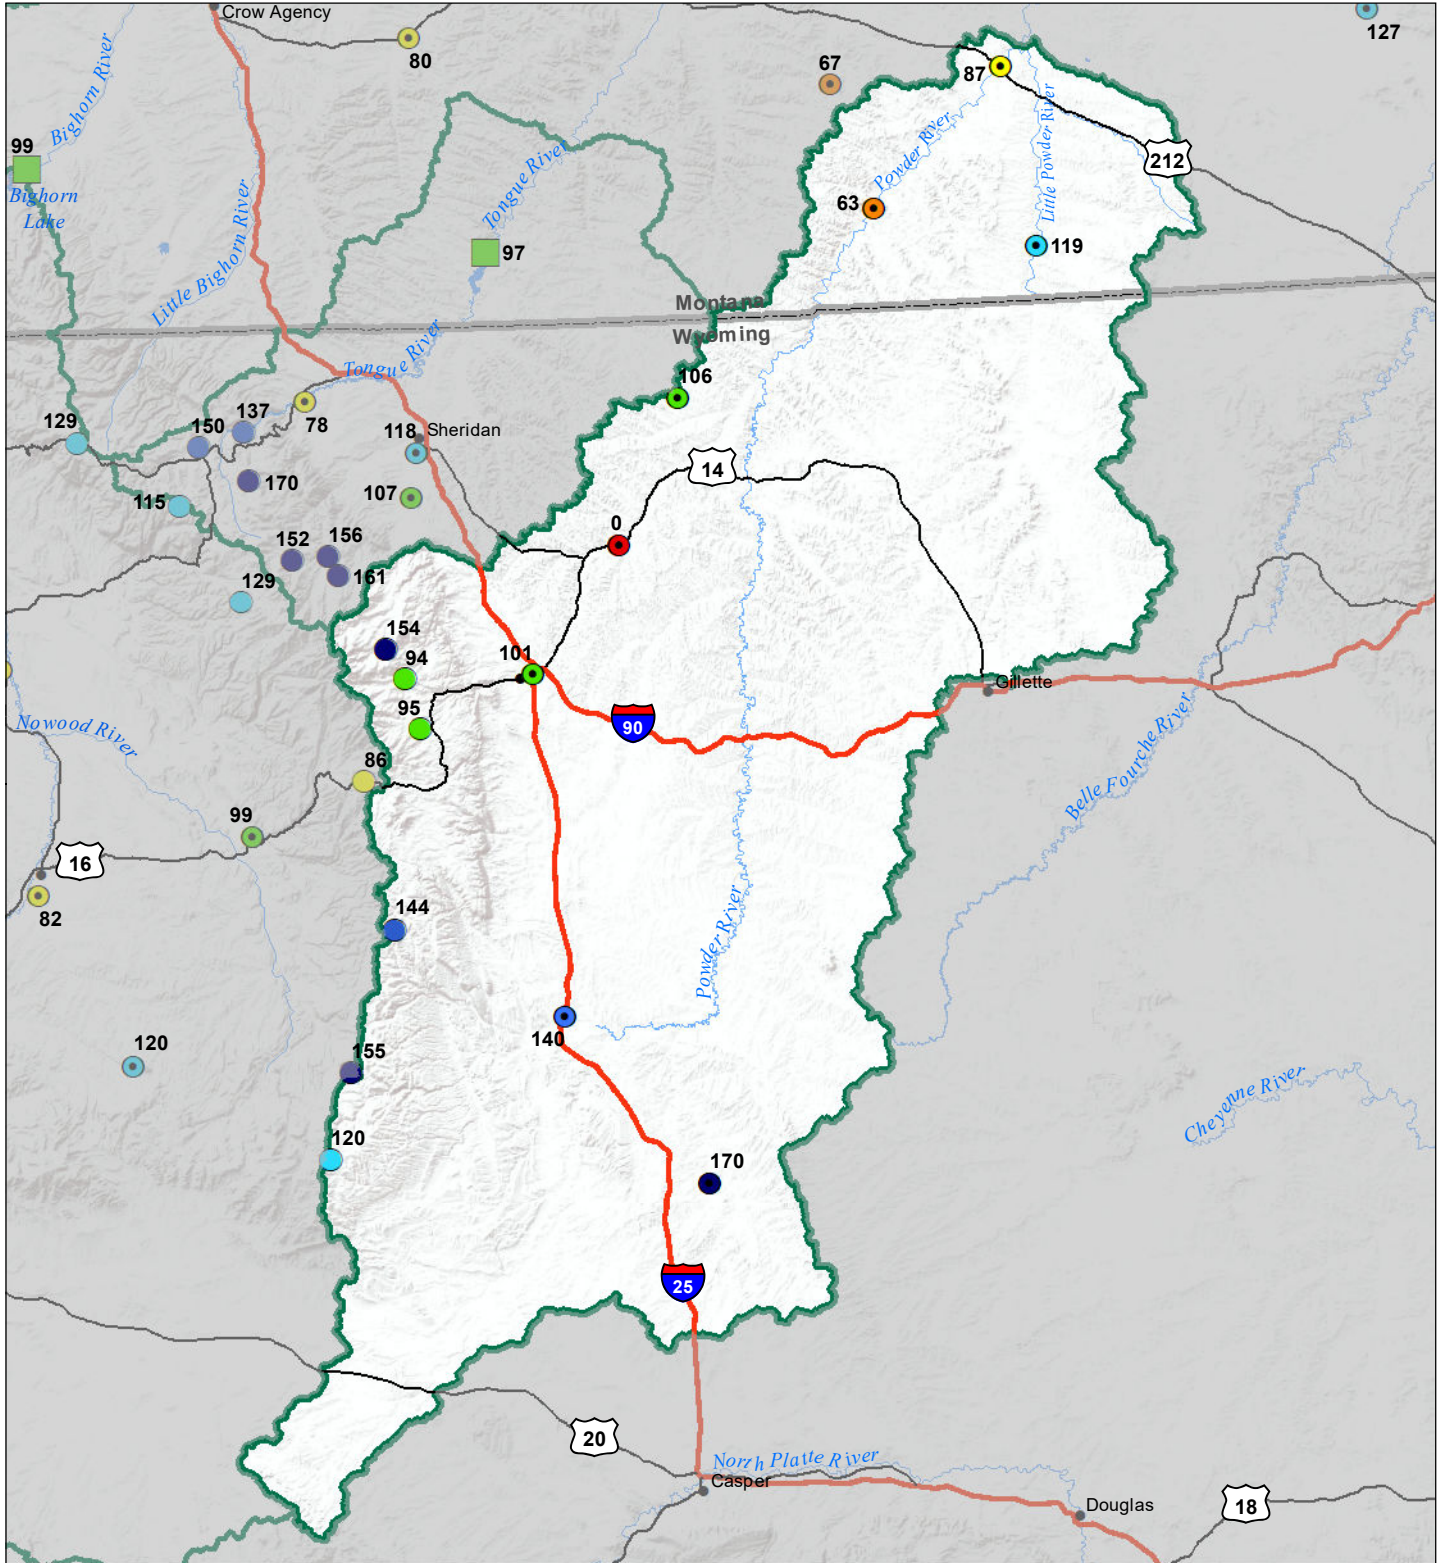 Crow Agency
80
127
67
87
Bighorn River
99
Bighorn
Lake
Little Bighorn River
Tongue River
97
Powder River
Little Powder River
212
63
119
Montana
Wyoming
Tongue River
106
129
150
137
78
118
Sheridan
14
170
107
115
0
152
156
161
129
154
94
101
95
90
Gillette
Nowood River
86
Belle Fourche River
99
16
82
144
Powder River
140
120
155
Cheyenne River
120
170
25
20
North Platte River
Casper
Douglas
18